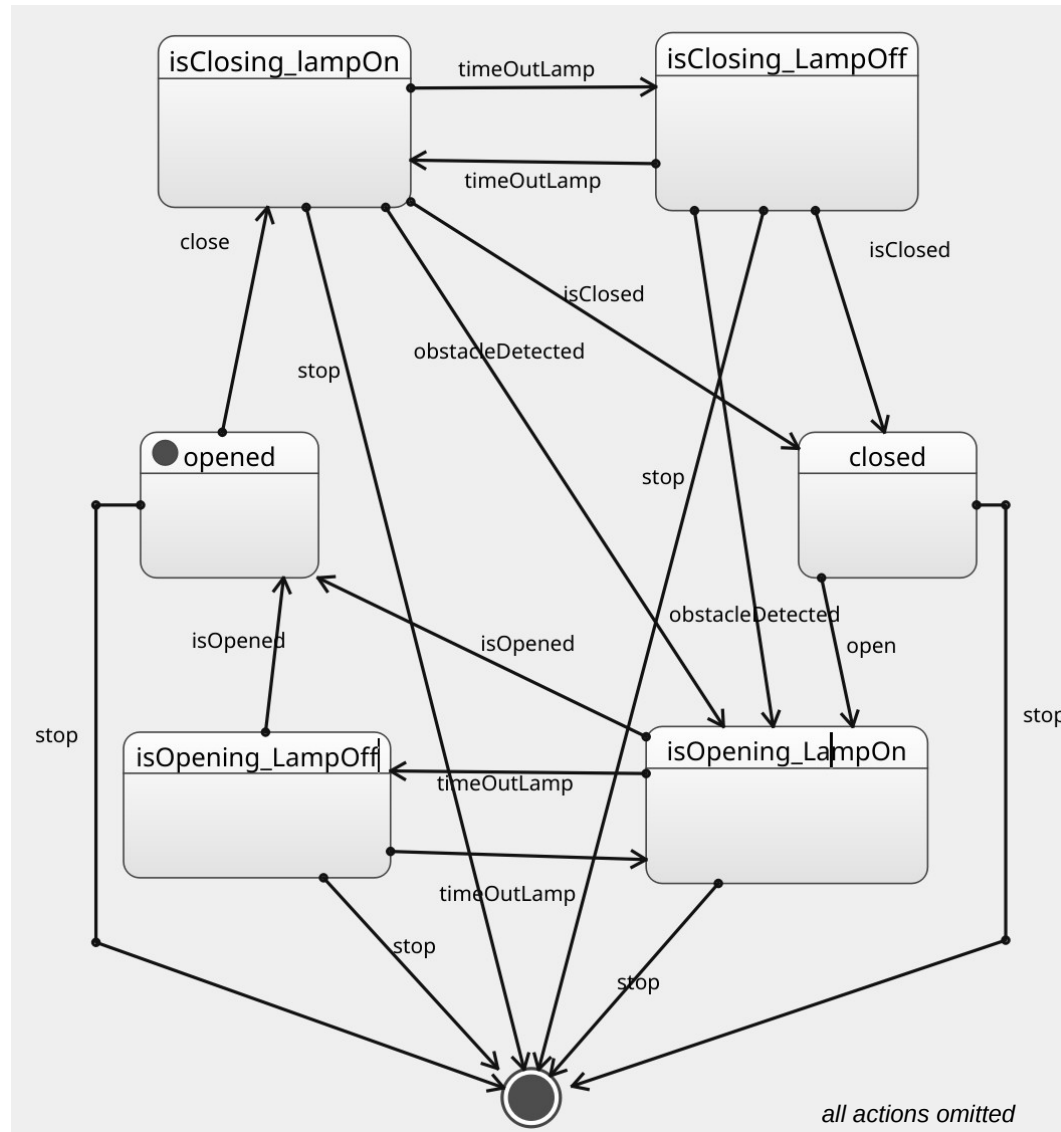 isClosing_lampOn
isClosing_LampOff
timeOutLamp
timeOutLamp
close
isClosed
isClosed
obstacleDetected
stop
opened
closed
stop
obstacleDetected
isOpened
isOpened
open
stop
stop
isOpening_LampOff
isOpening_LampOn
timeOutLamp
timeOutLamp
stop
stop
all actions omitted